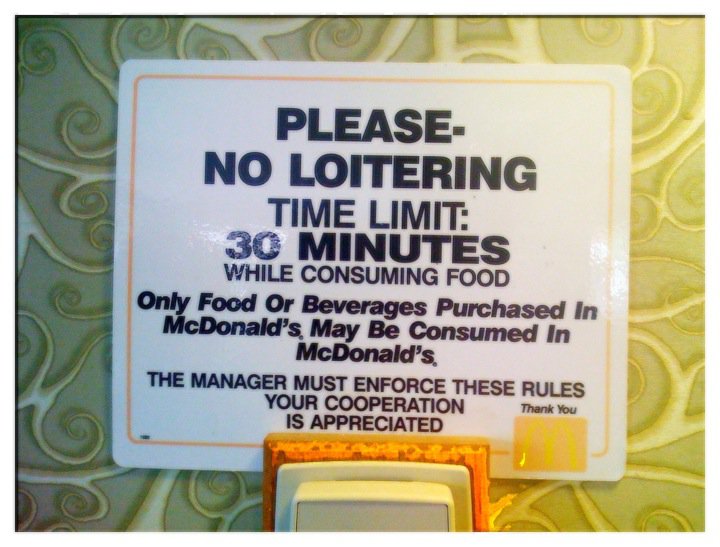 PLEASE-
NO LOITERING
TIME LIMIT:
30 MINUTES
WHILE CONSUMING FOOD
Only Food Or Beverages Purchased In
McDonald's® May Be Consumed In
McDonald's®
THE MANAGER MUST ENFORCE THESE RULES
YOUR COOPERATION
IS APPRECIATED
Thank You